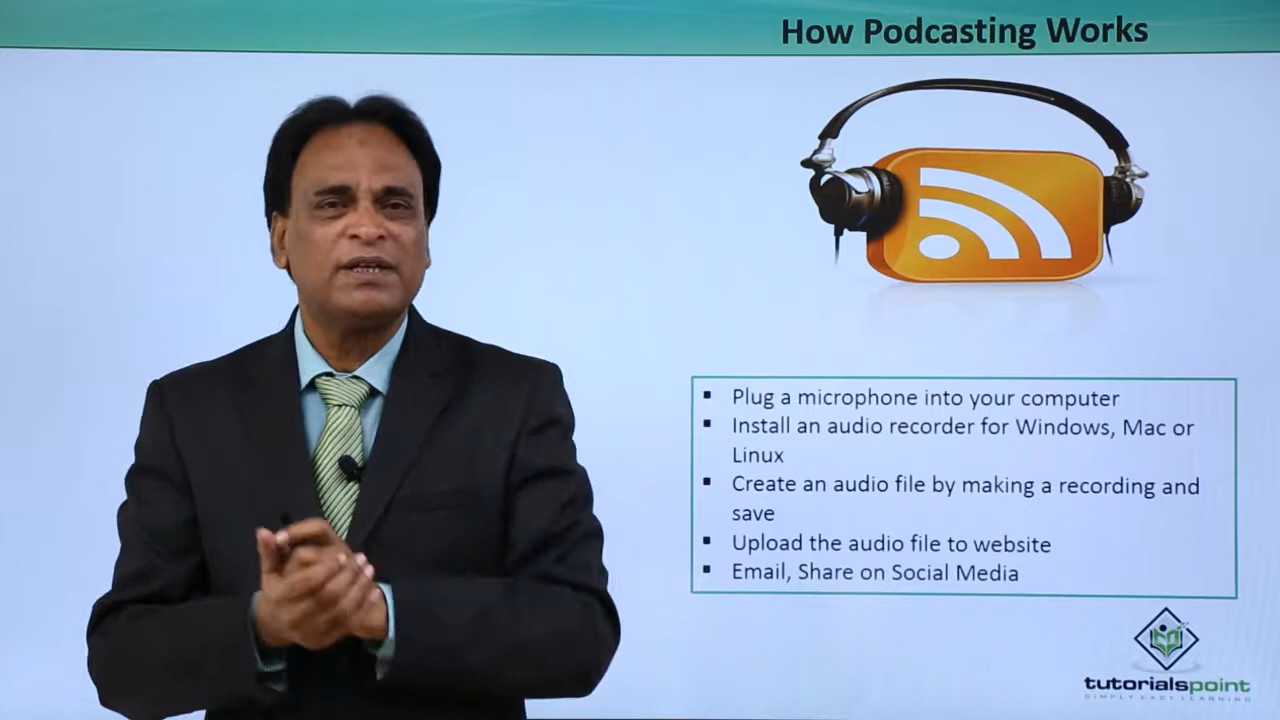 How Podcasting Works
▪ Plug a microphone into your computer
▪ Install an audio recorder for Windows, Mac or
Linux
▪ Create an audio file by making a recording and
save
▪ Upload the audio file to website
▪ Email, Share on Social Media
tutorialspoint
SIMPLY EASY LEARNING